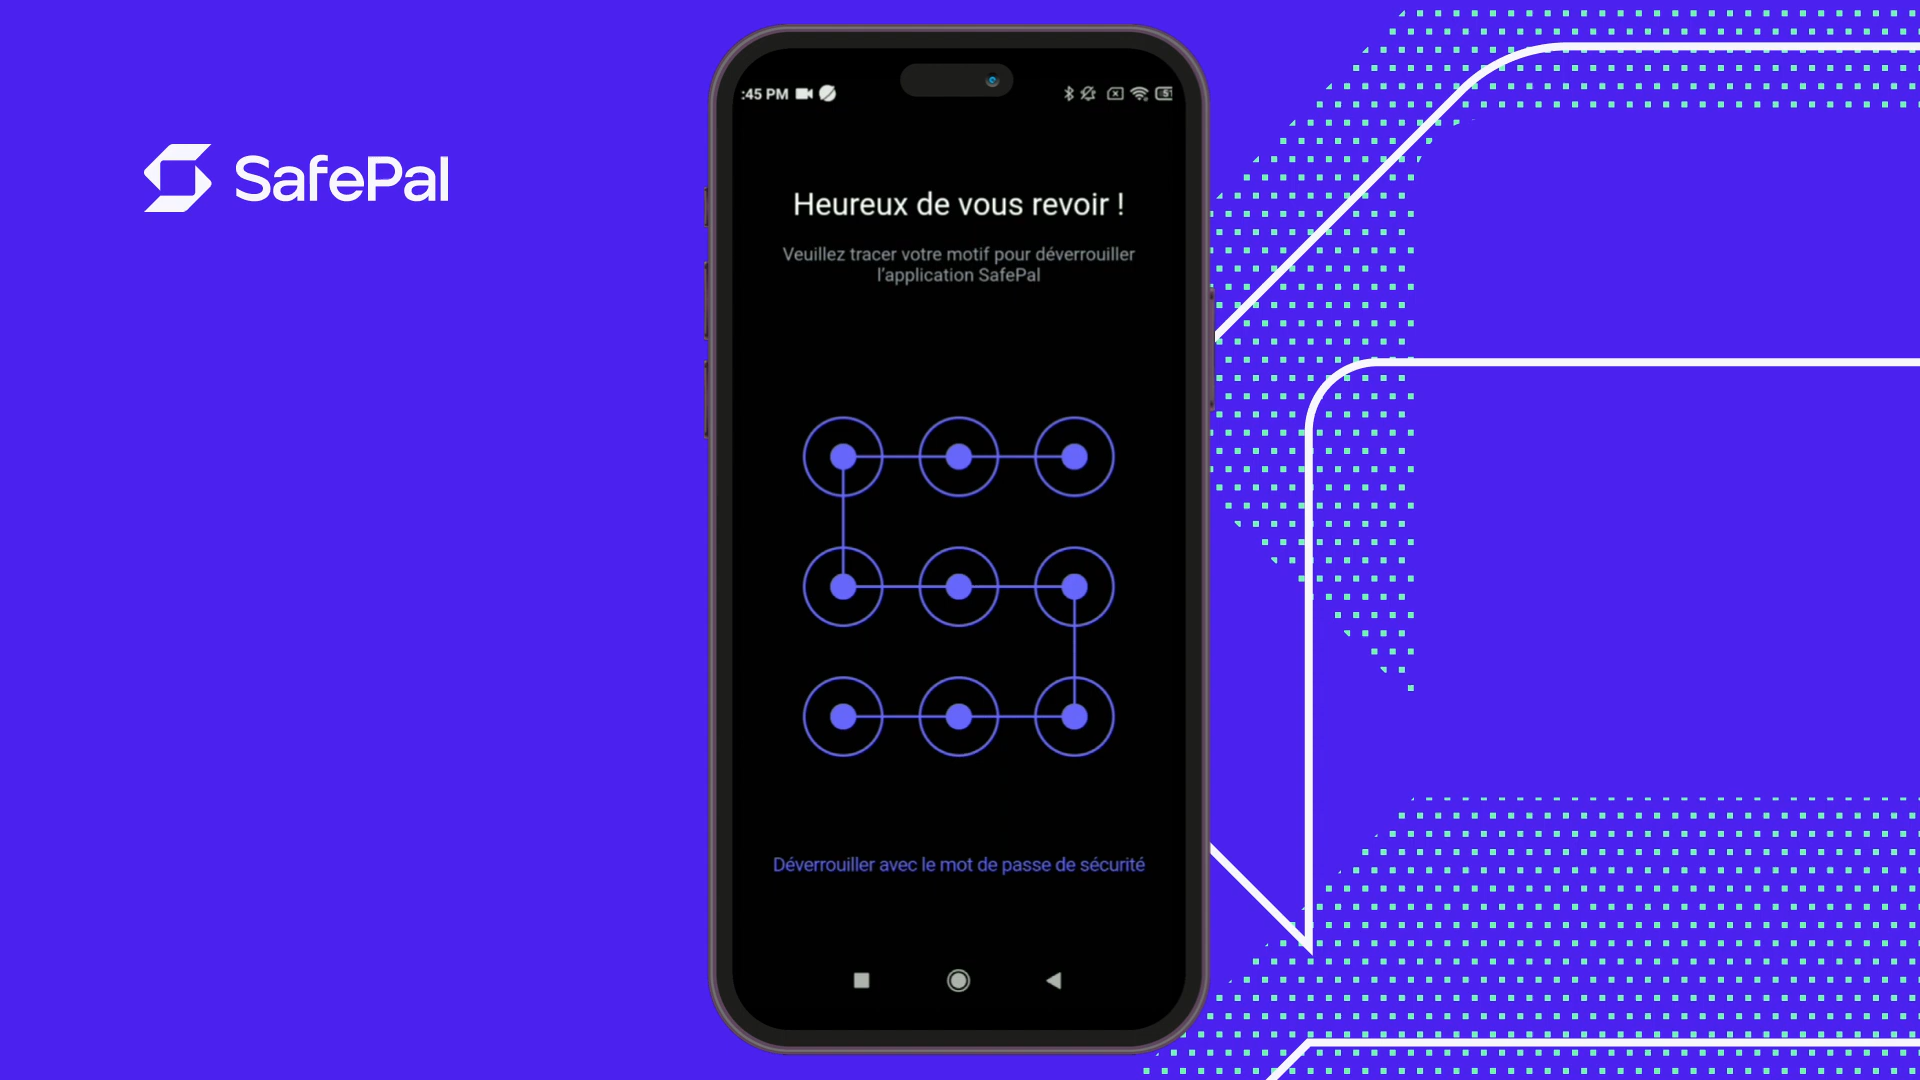 SafePal
:45 PM
51
Heureux de vous revoir !
Veuillez tracer votre motif pour déverrouiller
l'application SafePal
Déverrouiller avec le mot de passe de sécurité